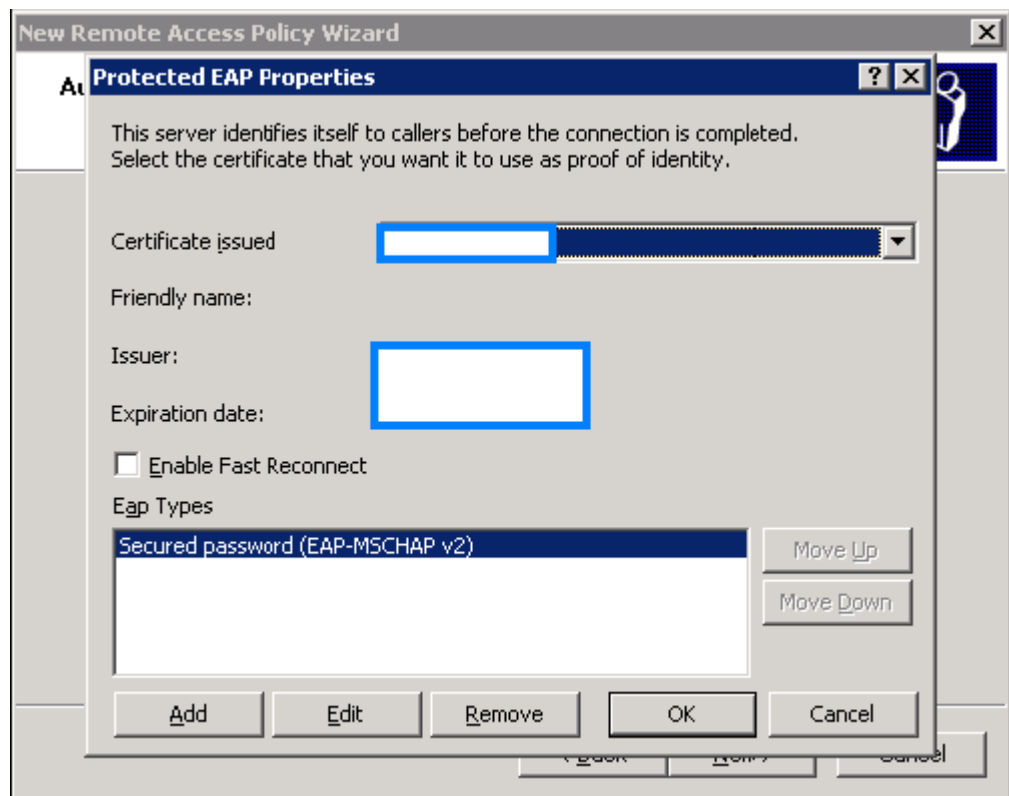 New Remote Access Policy Wizard
Protected EAP Properties
This server identifies itself to callers before the connection is completed.
Select the certificate that you want it to use as proof of identity.
Certificate issued
Friendly name:
Issuer:
Expiration date:
Enable Fast Reconnect
Eap Types
Secured password (EAP-MSCHAP v2)
Move Up
Move Down
Add Edit Remove OK Cancel